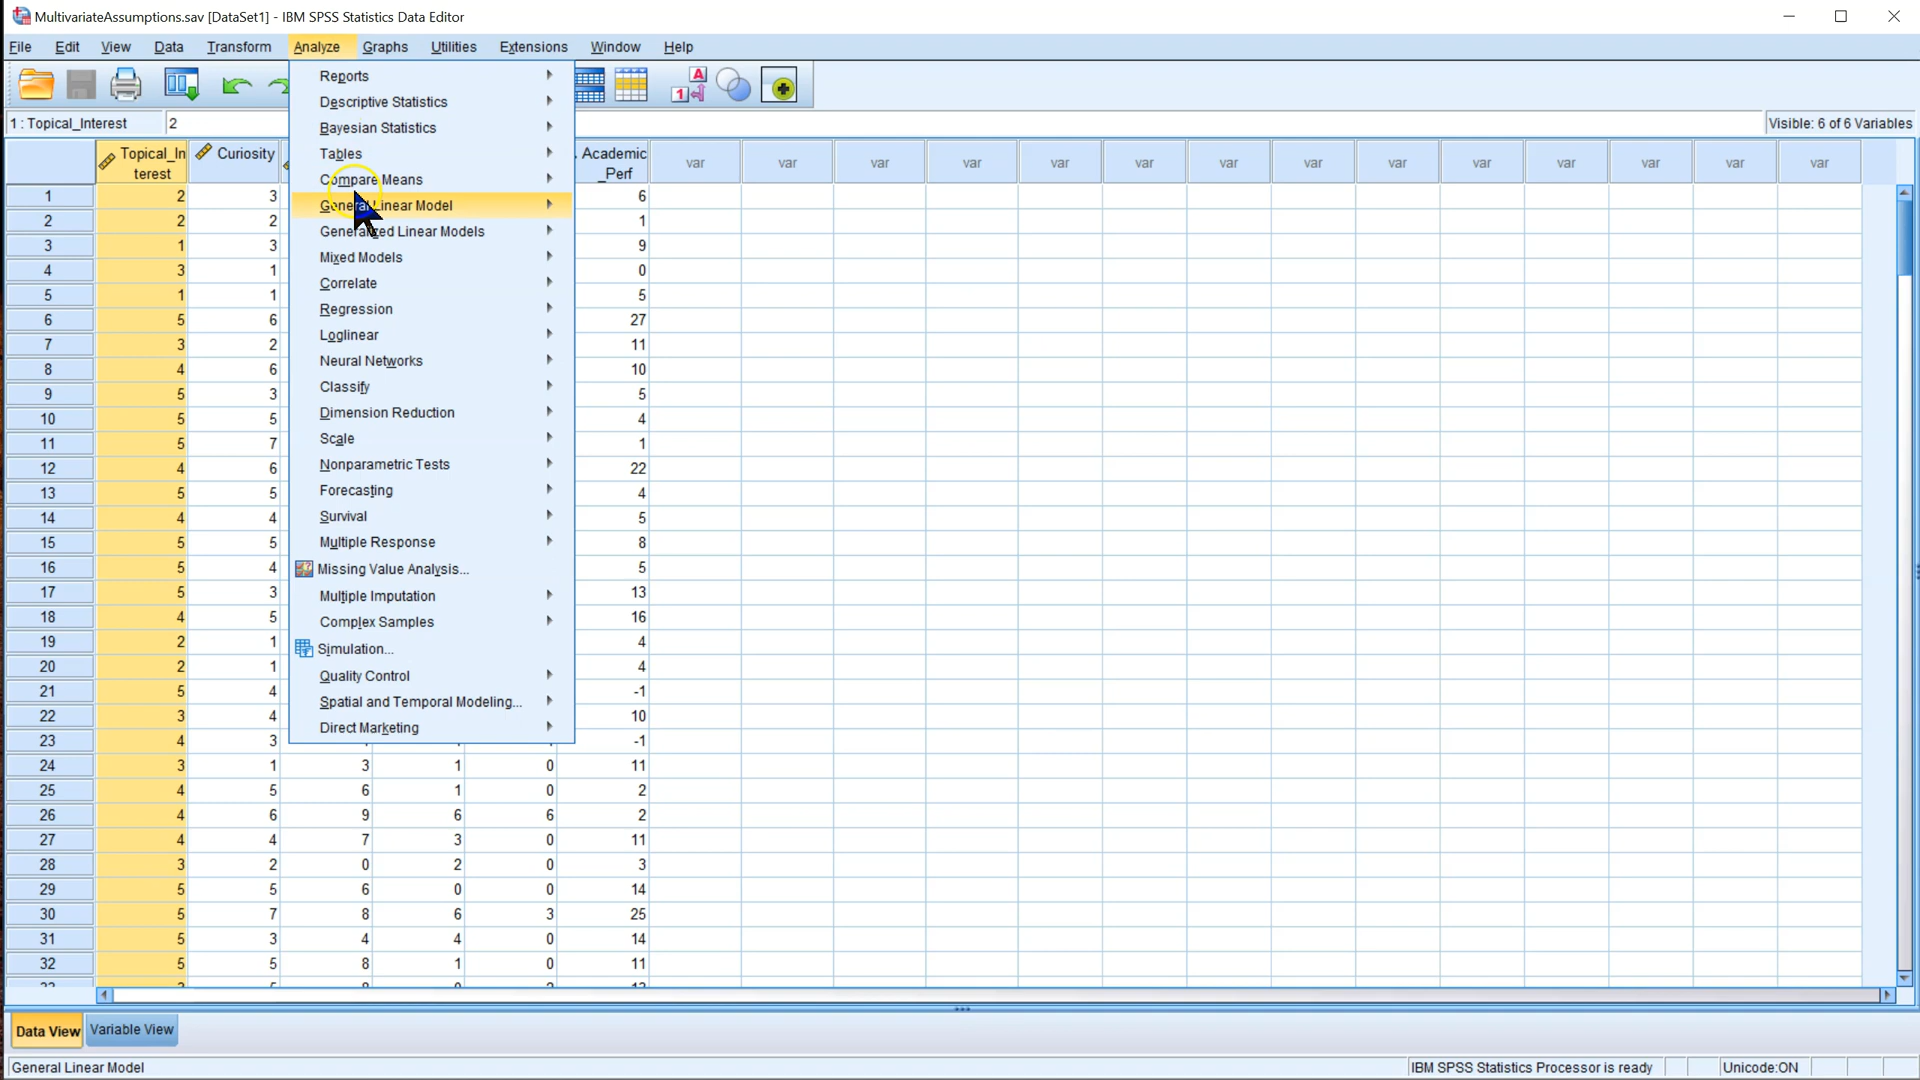 MultivariateAssumptions.sav [DataSet1] - IBM SPSS Statistics Data Editor
File Edit View Data Transform Analyze Graphs Utilities Extensions Window Help
1 : Topical_Interest 2 Visible: 6 of 6 Variables
Topical_In
terest
Curiosity
Academic
_Perf
var var var var var var var var var var var var var
Reports
Descriptive Statistics
Bayesian Statistics
Tables
Compare Means
General Linear Model
Generalized Linear Models
Mixed Models
Correlate
Regression
Loglinear
Neural Networks
Classify
Dimension Reduction
Scale
Nonparametric Tests
Forecasting
Survival
Multiple Response
Missing Value Analysis...
Multiple Imputation
Complex Samples
Simulation...
Quality Control
Spatial and Temporal Modeling...
Direct Marketing
1 2 3 6
2 2 2 1
3 1 3 9
4 3 1 0
5 1 1 5
6 5 6 27
7 3 2 11
8 4 6 10
9 5 3 5
10 5 5 4
11 5 7 1
12 4 6 22
13 5 5 4
14 4 4 5
15 5 5 8
16 5 4 5
17 5 3 13
18 4 5 16
19 2 1 4
20 2 1 4
21 5 4 -1
22 3 4 10
23 4 3 -1
24 3 1 3 1 0 11
25 4 5 6 1 0 2
26 4 6 9 6 6 2
27 4 4 7 3 0 11
28 3 2 0 2 0 3
29 5 5 6 0 0 14
30 5 7 8 6 3 25
31 5 3 4 4 0 14
32 5 5 8 1 0 11
Data View Variable View
General Linear Model IBM SPSS Statistics Processor is ready Unicode:ON